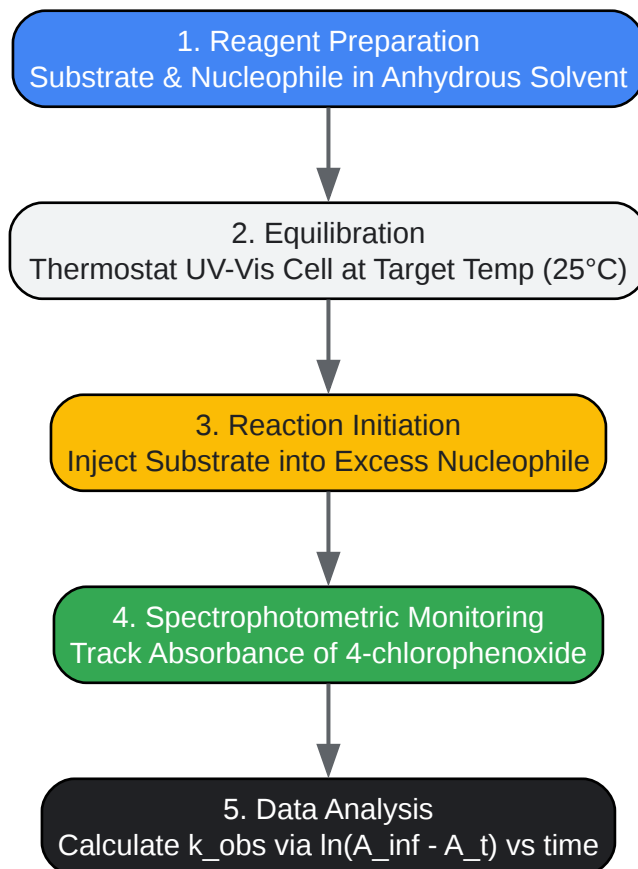 1. Reagent Preparation
Substrate & Nucleophile in Anhydrous Solvent
2. Equilibration
Thermostat UV-Vis Cell at Target Temp (25°C)
3. Reaction Initiation
Inject Substrate into Excess Nucleophile
4. Spectrophotometric Monitoring
Track Absorbance of 4-chlorophenoxide
5. Data Analysis
Calculate k_obs via ln(A_inf - A_t) vs time